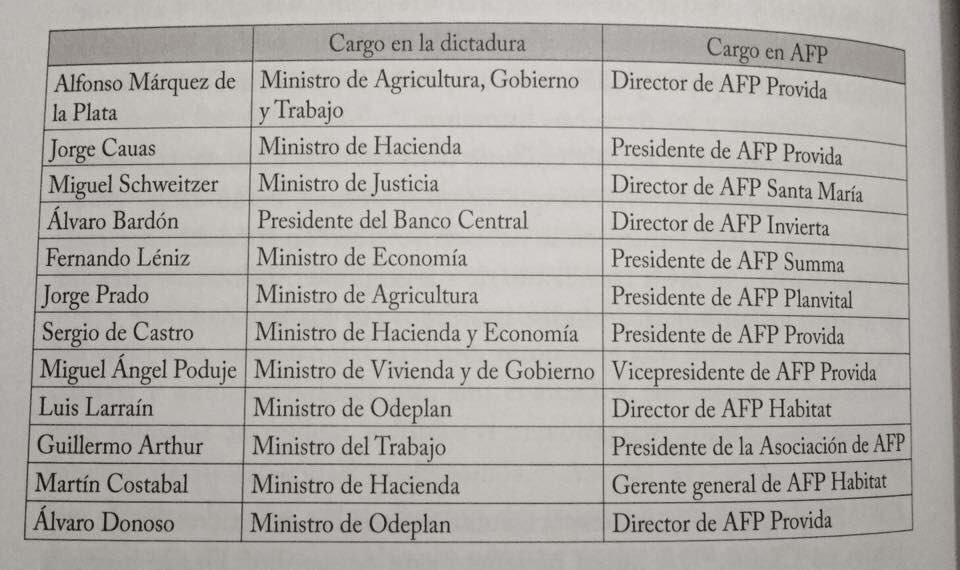 Cargo en la dictadura Cargo en AFP
Alfonso Márquez de la Plata Ministro de Agricultura, Gobierno y Trabajo Director de AFP Provida
Jorge Cauas Ministro de Hacienda Presidente de AFP Provida
Miguel Schweitzer Ministro de Justicia Director de AFP Santa María
Álvaro Bardón Presidente del Banco Central Director de AFP Invierta
Fernando Léniz Ministro de Economía Presidente de AFP Summa
Jorge Prado Ministro de Agricultura Presidente de AFP Planvital
Sergio de Castro Ministro de Hacienda y Economía Presidente de AFP Provida
Miguel Ángel Poduje Ministro de Vivienda y de Gobierno Vicepresidente de AFP Provida
Luis Larraín Ministro de Odeplan Director de AFP Habitat
Guillermo Arthur Ministro del Trabajo Presidente de la Asociación de AFP
Martín Costabal Ministro de Hacienda Gerente general de AFP Habitat
Álvaro Donoso Ministro de Odeplan Director de AFP Provida